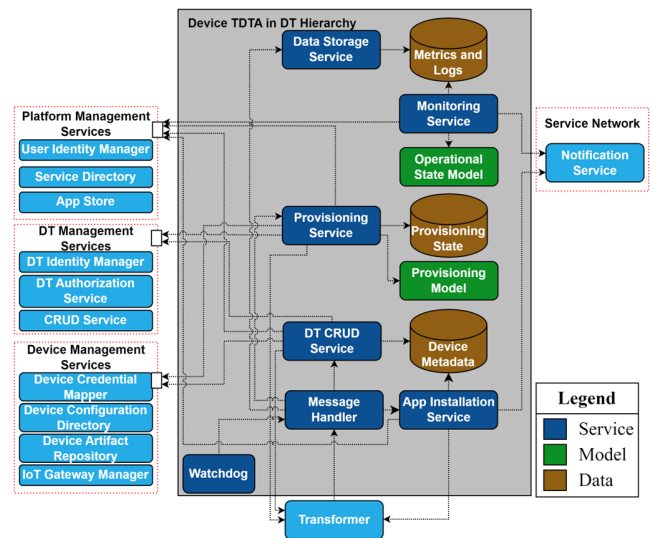 Device TDTA in DT Hierarchy
Data Storage
Service
Metrics and
Logs
Platform Management
Services
User Identity Manager
Service Directory
App Store
Monitoring
Service
Service Network
Notification
Service
Operational
State Model
DT Management
Services
DT Identity Manager
DT Authorization
Service
CRUD Service
Provisioning
Service
Provisioning
State
Provisioning
Model
Device Management
Services
Device Credential
Mapper
Device Configuration
Directory
Device Artifact
Repository
IoT Gateway Manager
DT CRUD
Service
Device
Metadata
Message
Handler
App Installation
Service
Watchdog
Transformer
Legend
Service
Model
Data